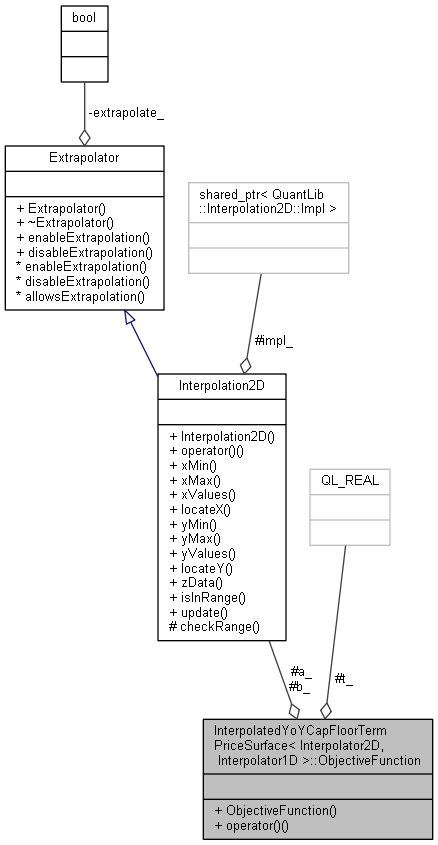 bool
-extrapolate_
Extrapolator
+ Extrapolator()
+ ~Extrapolator()
+ enableExtrapolation()
+ disableExtrapolation()
* enableExtrapolation()
* disableExtrapolation()
* allowsExtrapolation()
shared_ptr< QuantLib
::Interpolation2D::Impl >
#impl_
Interpolation2D
+ Interpolation2D()
+ operator()()
+ xMin()
+ xMax()
+ xValues()
+ locateX()
+ yMin()
+ yMax()
+ yValues()
+ locateY()
+ zData()
+ isInRange()
+ update()
# checkRange()
QL_REAL
#a_
#b_
#t_
InterpolatedYoYCapFloorTerm
PriceSurface< Interpolator2D,
Interpolator1D >::ObjectiveFunction
+ ObjectiveFunction()
+ operator()()